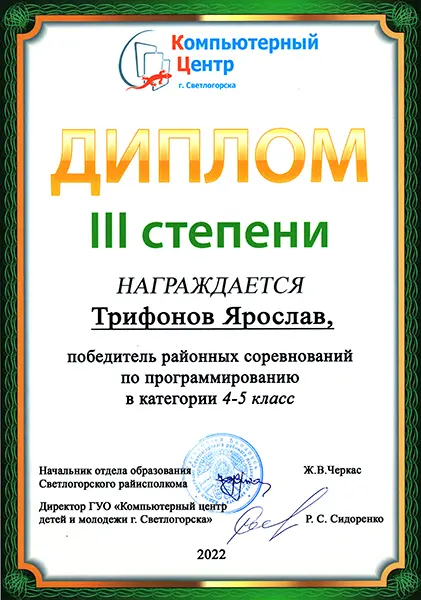 Компьютерный
Центр
г. Светлогорска
ДИПЛОМ
III степени
НАГРАЖДАЕТСЯ
Трифонов Ярослав,
победитель районных соревнований
по программированию
в категории 4-5 класс
Начальник отдела образования
Светлогорского райисполкома
Ж.В.Черкас
Директор ГУО «Компьютерный центр
детей и молодежи г. Светлогорска»
Р. С. Сидоренко
2022